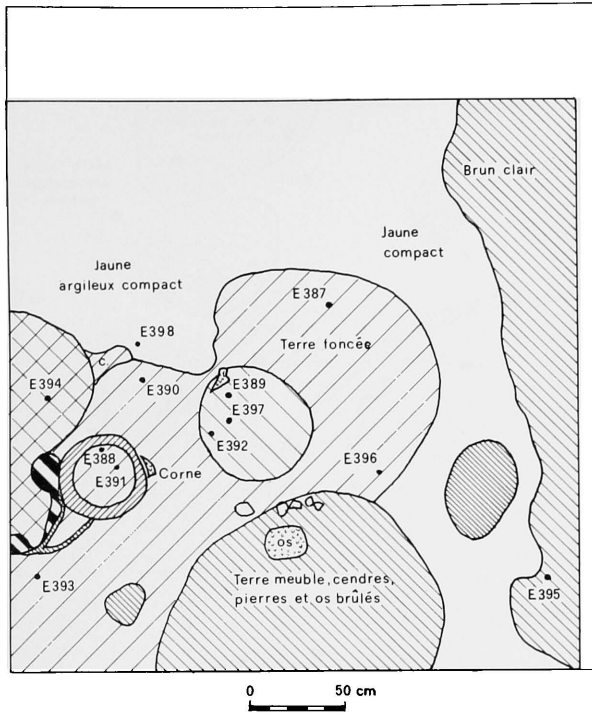 Brun clair
Jaune
compact
Jaune
argileux compact
E387
E398
Terre foncée
C
E394
E390
E389
E397
E392
E388
E391
Corne
E396
os
Terre meuble, cendres,
pierres et os brûlés
E393
E395
0 50 cm